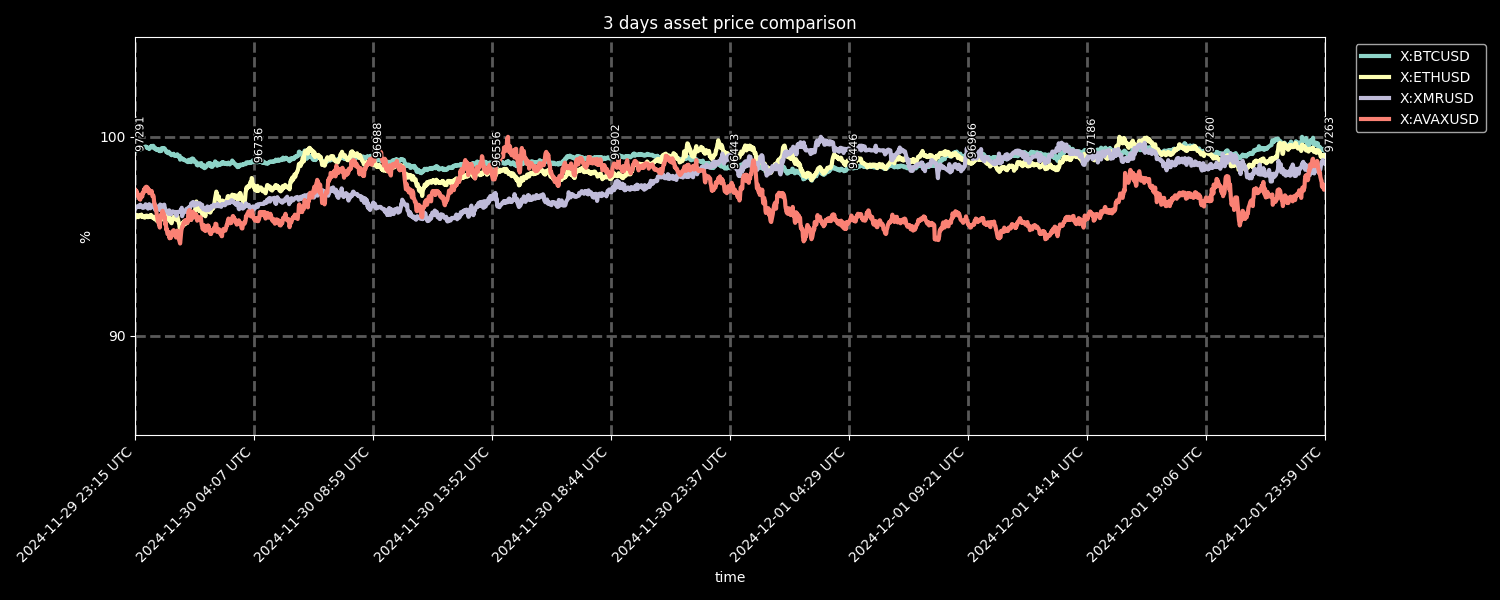 3 days asset price comparison
X:BTCUSD
X:ETHUSD
X:XMRUSD
X:AVAXUSD
100
90
%
97291
96736
96988
96556
96902
96443
96446
96966
97186
97260
97263
2024-11-29 23:15 UTC
2024-11-30 04:07 UTC
2024-11-30 08:59 UTC
2024-11-30 13:52 UTC
2024-11-30 18:44 UTC
2024-11-30 23:37 UTC
2024-12-01 04:29 UTC
2024-12-01 09:21 UTC
2024-12-01 14:14 UTC
2024-12-01 19:06 UTC
2024-12-01 23:59 UTC
time